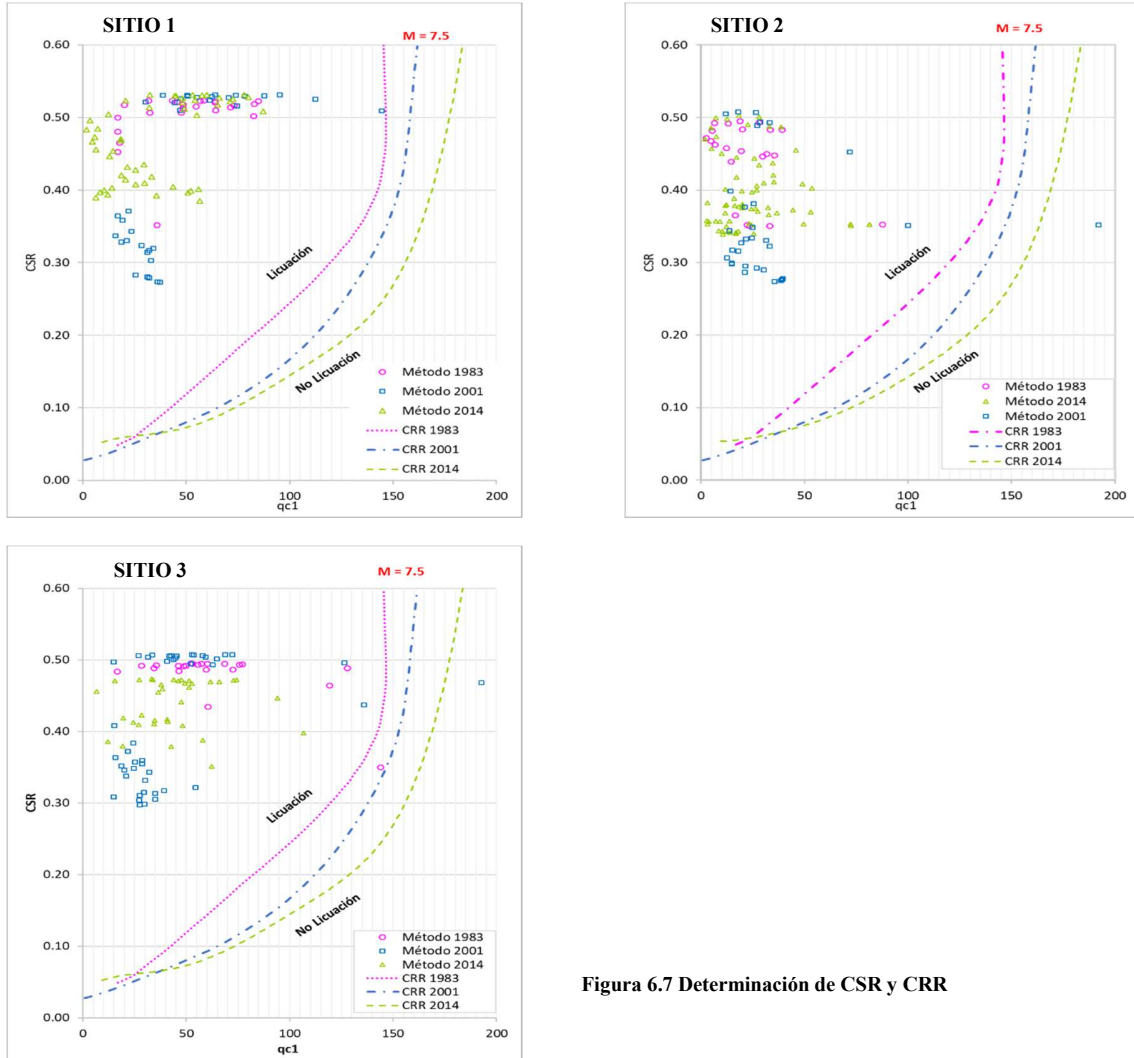 SITIO 1
M = 7.5
0.60
0.50
0.40
0.30
0.20
0.10
0.00
CSR
Licuación
No Licuación
Método 1983
Método 2001
Método 2014
CRR 1983
CRR 2001
CRR 2014
0
50
100
150
200
qc1
SITIO 2
M = 7.5
0.60
0.50
0.40
0.30
0.20
0.10
0.00
CSR
Licuación
No Licuación
Método 1983
Método 2014
Método 2001
CRR 1983
CRR 2001
CRR 2014
0
50
100
150
200
qc1
SITIO 3
M = 7.5
0.60
0.50
0.40
0.30
0.20
0.10
0.00
CSR
Licuación
No Licuación
Método 1983
Método 2001
Método 2014
CRR 1983
CRR 2001
CRR 2014
0
50
100
150
200
qc1
Figura 6.7 Determinación de CSR y CRR